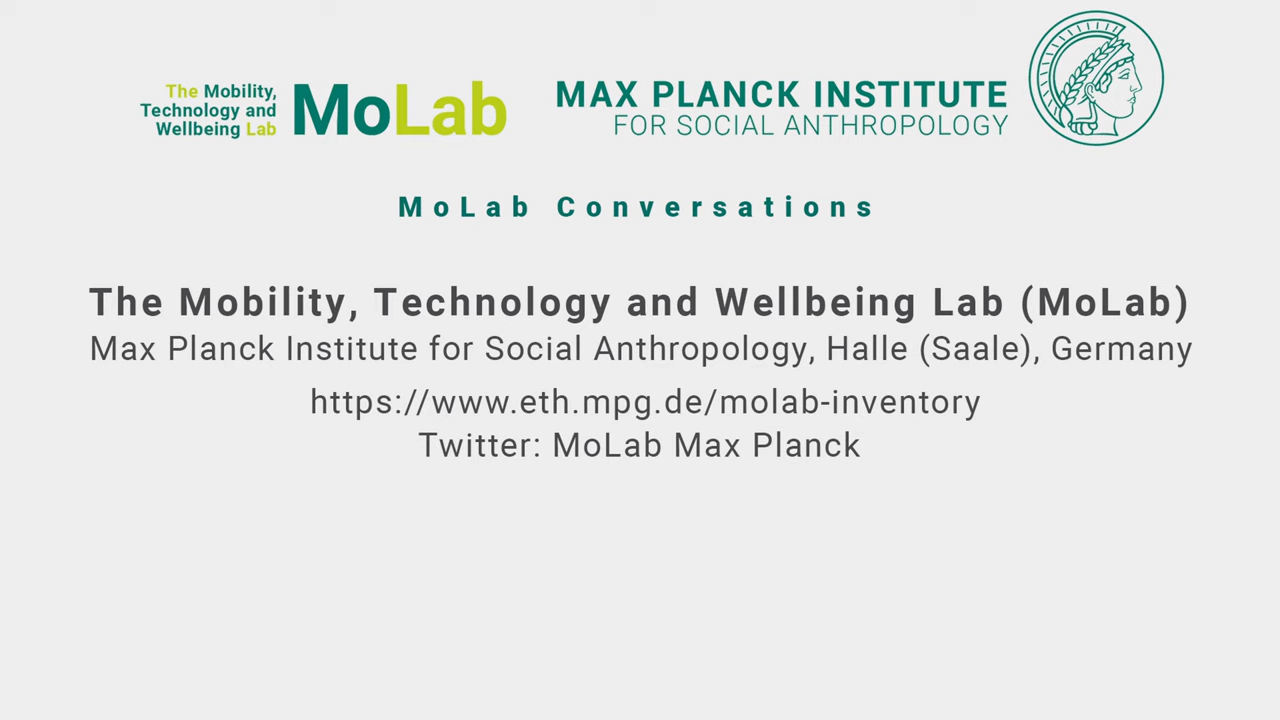 The Mobility,
Technology and
Wellbeing Lab
MoLab
MAX PLANCK INSTITUTE
FOR SOCIAL ANTHROPOLOGY
MoLab Conversations
The Mobility, Technology and Wellbeing Lab (MoLab)
Max Planck Institute for Social Anthropology, Halle (Saale), Germany
https://www.eth.mpg.de/molab-inventory
Twitter: MoLab Max Planck